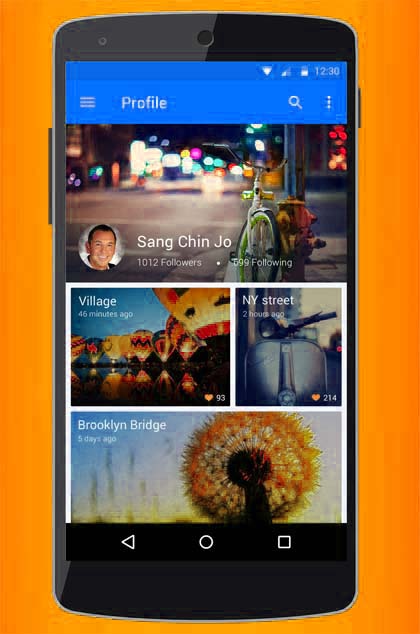 12:30
Profile
Sang Chin Jo
1012 Followers • 699 Following
Village
46 minutes ago
NY street
2 hours ago
93
214
Brooklyn Bridge
5 days ago